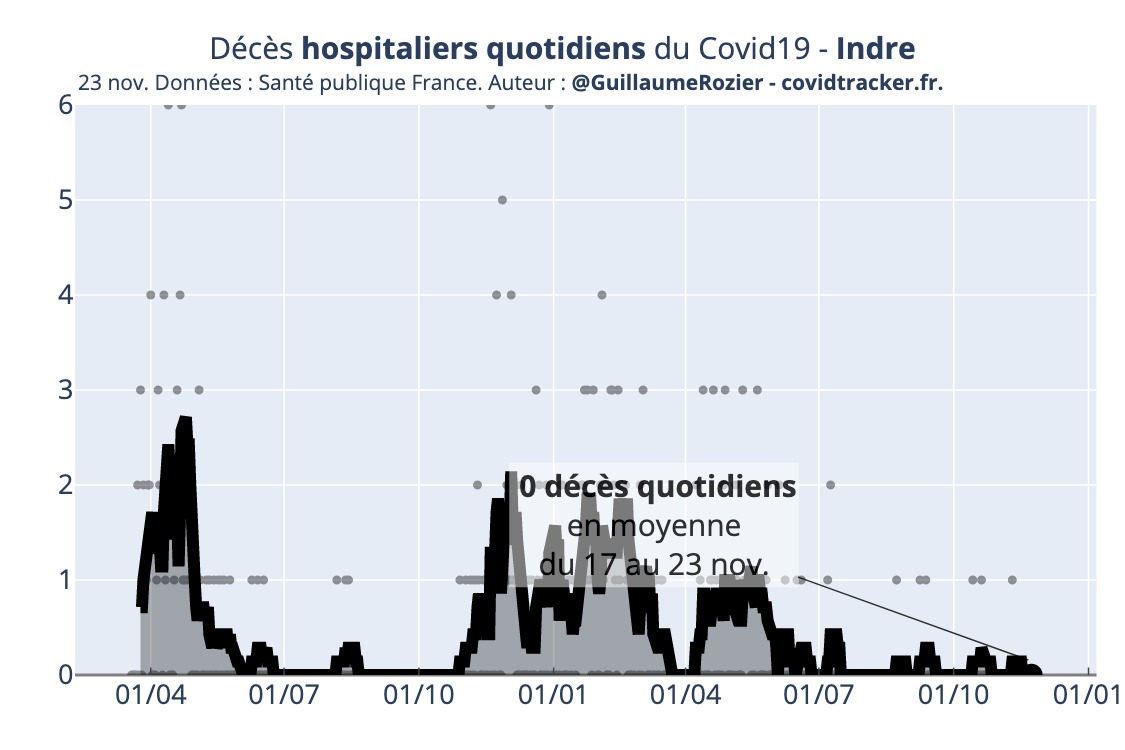 Décès hospitaliers quotidiens du Covid19 - Indre
23 nov. Données : Santé publique France. Auteur : @GuillaumeRozier - covidtracker.fr.
6
5
4
3
2
1
0
0 décès quotidiens
en moyenne
du 17 au 23 nov.
01/04 01/07 01/10 01/01 01/04 01/07 01/10 01/01